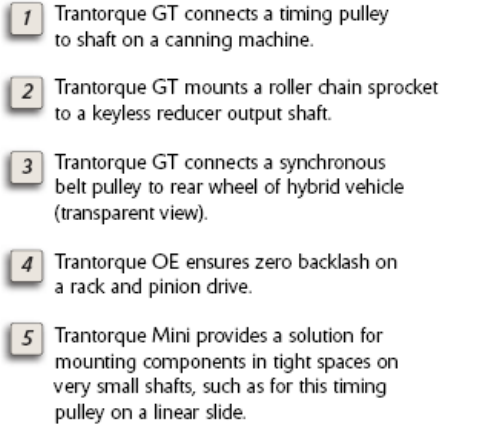 1 Trantorque GT connects a timing pulley
to shaft on a canning machine.
2 Trantorque GT mounts a roller chain sprocket
to a keyless reducer output shaft.
3 Trantorque GT connects a synchronous
belt pulley to rear wheel of hybrid vehicle
(transparent view).
4 Trantorque OE ensures zero backlash on
a rack and pinion drive.
5 Trantorque Mini provides a solution for
mounting components in tight spaces on
very small shafts, such as for this timing
pulley on a linear slide.